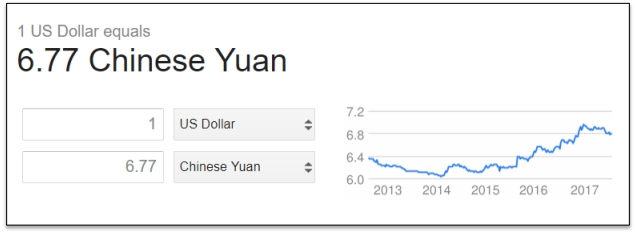 1 US Dollar equals
6.77 Chinese Yuan
1 US Dollar
6.77 Chinese Yuan
7.2
6.8
6.4
6.0
2013 2014 2015 2016 2017